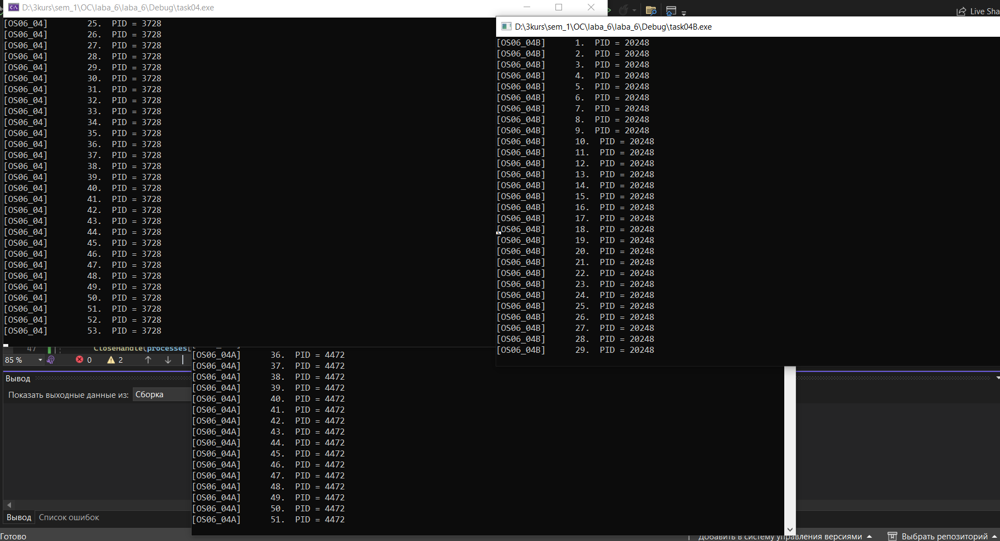 D:\3kurs\sem_1\OC\laba_6\laba_6\Debug\task04.exe
[OS06_04] 25. PID = 3728
[OS06_04] 26. PID = 3728
[OS06_04] 27. PID = 3728
[OS06_04] 28. PID = 3728
[OS06_04] 29. PID = 3728
[OS06_04] 30. PID = 3728
[OS06_04] 31. PID = 3728
[OS06_04] 32. PID = 3728
[OS06_04] 33. PID = 3728
[OS06_04] 34. PID = 3728
[OS06_04] 35. PID = 3728
[OS06_04] 36. PID = 3728
[OS06_04] 37. PID = 3728
[OS06_04] 38. PID = 3728
[OS06_04] 39. PID = 3728
[OS06_04] 40. PID = 3728
[OS06_04] 41. PID = 3728
[OS06_04] 42. PID = 3728
[OS06_04] 43. PID = 3728
[OS06_04] 44. PID = 3728
[OS06_04] 45. PID = 3728
[OS06_04] 46. PID = 3728
[OS06_04] 47. PID = 3728
[OS06_04] 48. PID = 3728
[OS06_04] 49. PID = 3728
[OS06_04] 50. PID = 3728
[OS06_04] 51. PID = 3728
[OS06_04] 52. PID = 3728
[OS06_04] 53. PID = 3728
Live Sha
D:\3kurs\sem_1\OC\laba_6\laba_6\Debug\task04B.exe
[OS06_04B] 1. PID = 20248
[OS06_04B] 2. PID = 20248
[OS06_04B] 3. PID = 20248
[OS06_04B] 4. PID = 20248
[OS06_04B] 5. PID = 20248
[OS06_04B] 6. PID = 20248
[OS06_04B] 7. PID = 20248
[OS06_04B] 8. PID = 20248
[OS06_04B] 9. PID = 20248
[OS06_04B] 10. PID = 20248
[OS06_04B] 11. PID = 20248
[OS06_04B] 12. PID = 20248
[OS06_04B] 13. PID = 20248
[OS06_04B] 14. PID = 20248
[OS06_04B] 15. PID = 20248
[OS06_04B] 16. PID = 20248
[OS06_04B] 17. PID = 20248
[OS06_04B] 18. PID = 20248
[OS06_04B] 19. PID = 20248
[OS06_04B] 20. PID = 20248
[OS06_04B] 21. PID = 20248
[OS06_04B] 22. PID = 20248
[OS06_04B] 23. PID = 20248
[OS06_04B] 24. PID = 20248
[OS06_04B] 25. PID = 20248
[OS06_04B] 26. PID = 20248
[OS06_04B] 27. PID = 20248
[OS06_04B] 28. PID = 20248
[OS06_04B] 29. PID = 20248
47 CloseHandle(processes[
85 % 0 2
Вывод
Показать выходные данные из: Сборка
[OS06_04A] 36. PID = 4472
[OS06_04A] 37. PID = 4472
[OS06_04A] 38. PID = 4472
[OS06_04A] 39. PID = 4472
[OS06_04A] 40. PID = 4472
[OS06_04A] 41. PID = 4472
[OS06_04A] 42. PID = 4472
[OS06_04A] 43. PID = 4472
[OS06_04A] 44. PID = 4472
[OS06_04A] 45. PID = 4472
[OS06_04A] 46. PID = 4472
[OS06_04A] 47. PID = 4472
[OS06_04A] 48. PID = 4472
[OS06_04A] 49. PID = 4472
[OS06_04A] 50. PID = 4472
[OS06_04A] 51. PID = 4472
Вывод Список ошибок
Готово
Добавить в систему управления версиями Выбрать репозиторий